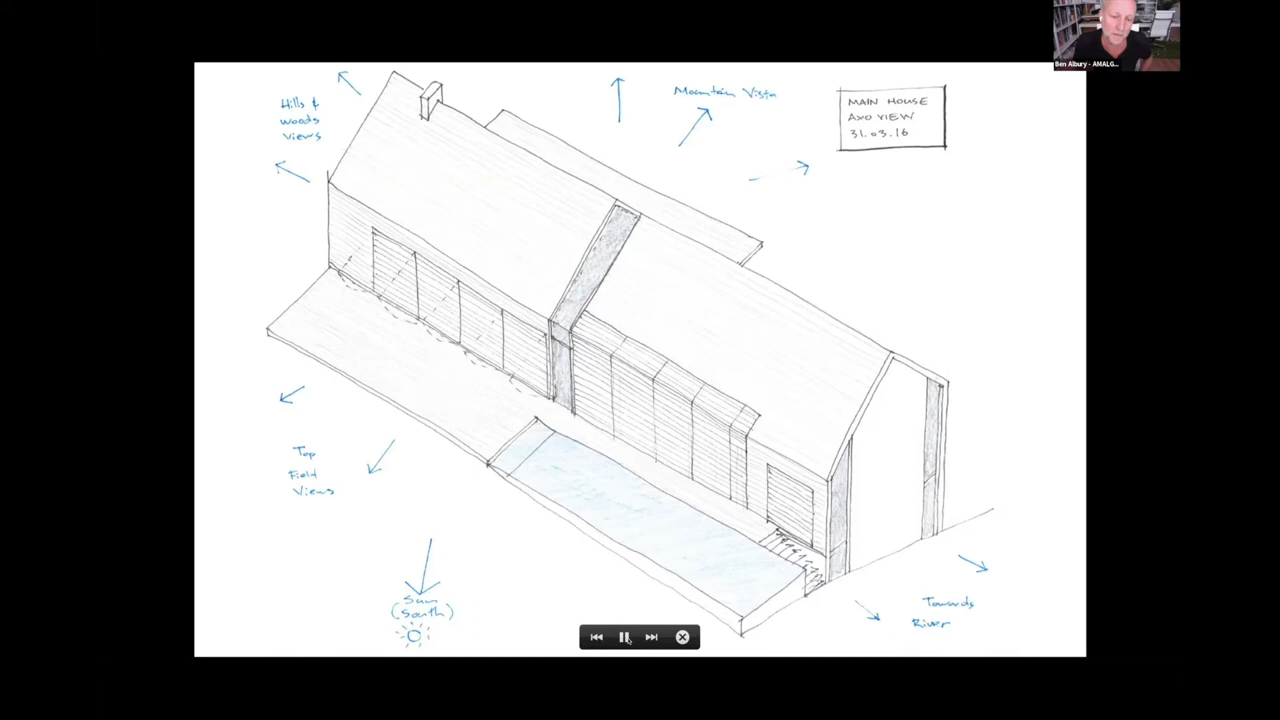 Ben Albury - AMALG...
Hills &
woods
views
Mountain Vista
MAIN HOUSE
AXO VIEW
31.03.16
Top
Field
Views
Sun
(South)
Towards
River